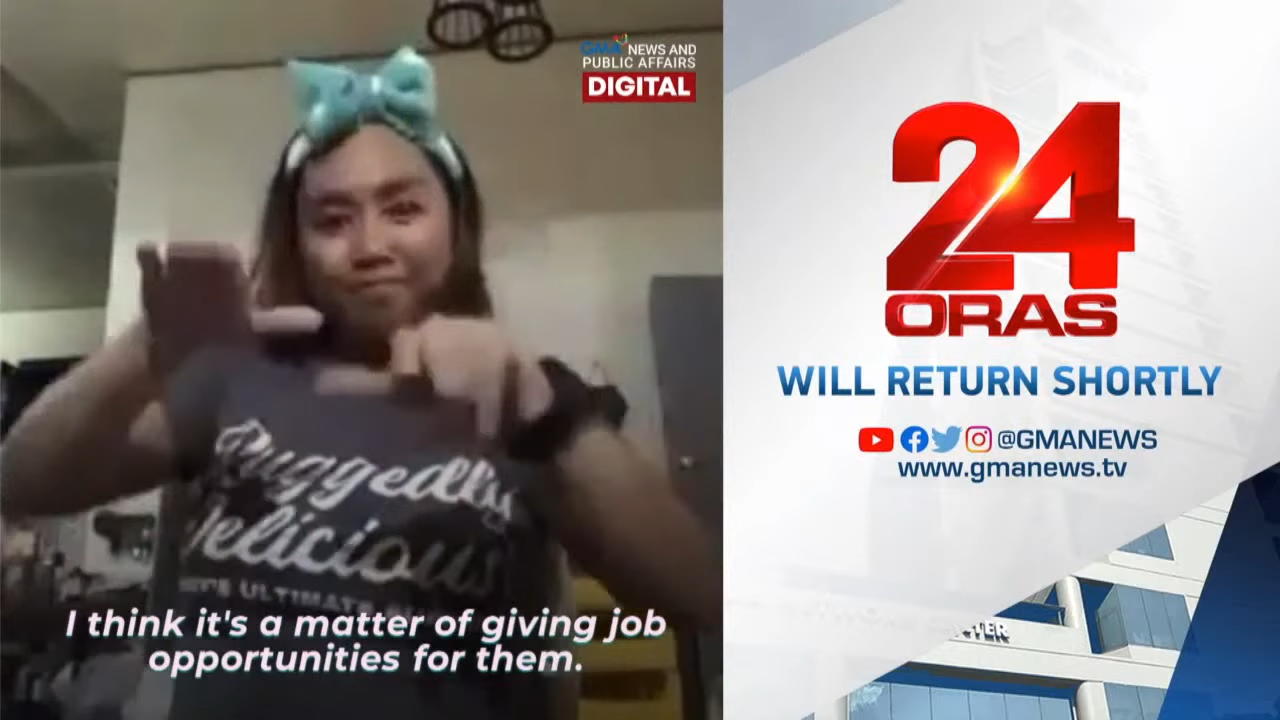 GMA NEWS AND
PUBLIC AFFAIRS
DIGITAL
Ruggedly
Delicious
ULTIMATE
I think it's a matter of giving job
opportunities for them.
24
ORAS
WILL RETURN SHORTLY
@GMANEWS
www.gmanews.tv